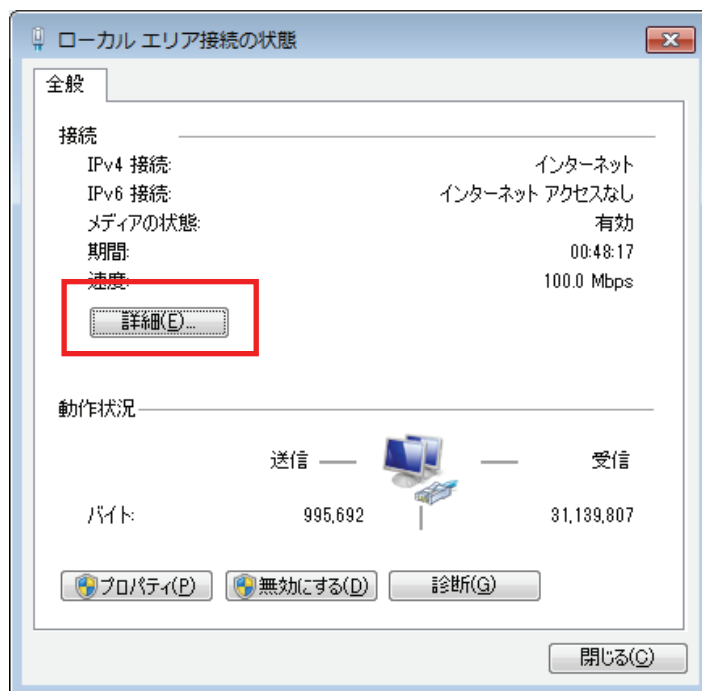 ローカル エリア接続の状態
全般
接続
IPv4 接続: インターネット
IPv6 接続: インターネット アクセスなし
メディアの状態: 有効
期間: 00:48:17
速度: 100.0 Mbps
詳細(E)...
動作状況
送信 受信
バイト: 995,692 31,139,807
プロパティ(P) 無効にする(D) 診断(G)
閉じる(C)